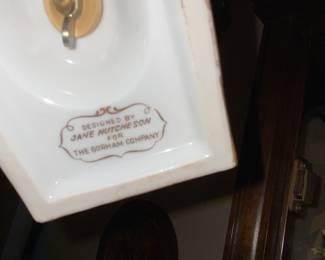 DESIGNED BY
JANE HUTCHESON
FOR
THE GORHAM COMPANY